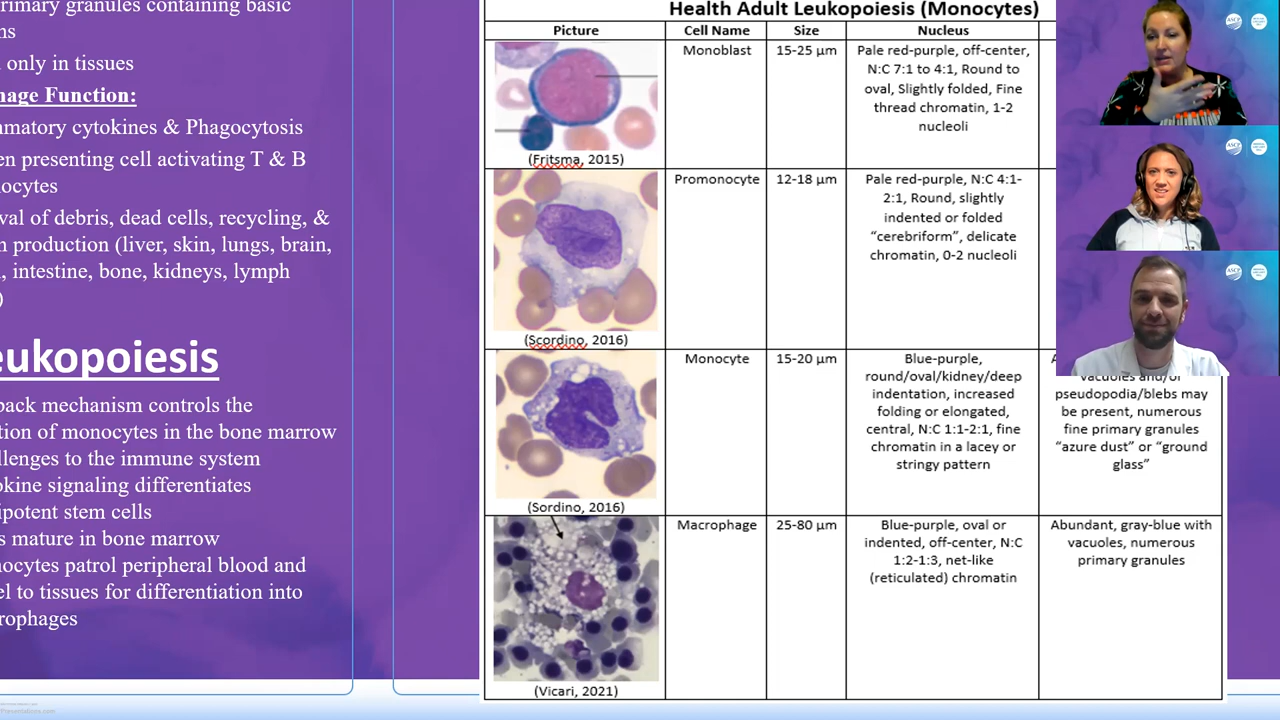 rimary granules containing basic
ns
only in tissues
age Function:
mmatory cytokines & Phagocytosis
en presenting cell activating T & B
ocytes
val of debris, dead cells, recycling, &
n production (liver, skin, lungs, brain,
, intestine, bone, kidneys, lymph
)
eukopoiesis
back mechanism controls the
tion of monocytes in the bone marrow
llenges to the immune system
okine signaling differentiates
ipotent stem cells
s mature in bone marrow
nocytes patrol peripheral blood and
el to tissues for differentiation into
rophages
Health Adult Leukopoiesis (Monocytes)
Picture Cell Name Size Nucleus
(Fritsma, 2015)
Monoblast
15-25 µm
Pale red-purple, off-center,
N:C 7:1 to 4:1, Round to
oval, Slightly folded, Fine
thread chromatin, 1-2
nucleoli
(Scordino, 2016)
Promonocyte
12-18 µm
Pale red-purple, N:C 4:1-
2:1, Round, slightly
indented or folded
“cerebriform”, delicate
chromatin, 0-2 nucleoli
(Sordino, 2016)
Monocyte
15-20 µm
Blue-purple,
round/oval/kidney/deep
indentation, increased
folding or elongated,
central, N:C 1:1-2:1, fine
chromatin in a lacey or
stringy pattern
vacuoles and/or
pseudopodia/blebs may
be present, numerous
fine primary granules
“azure dust” or “ground
glass”
(Vicari, 2021)
Macrophage
25-80 µm
Blue-purple, oval or
indented, off-center, N:C
1:2-1:3, net-like
(reticulated) chromatin
Abundant, gray-blue with
vacuoles, numerous
primary granules
ASCP
ASCP
ASCP